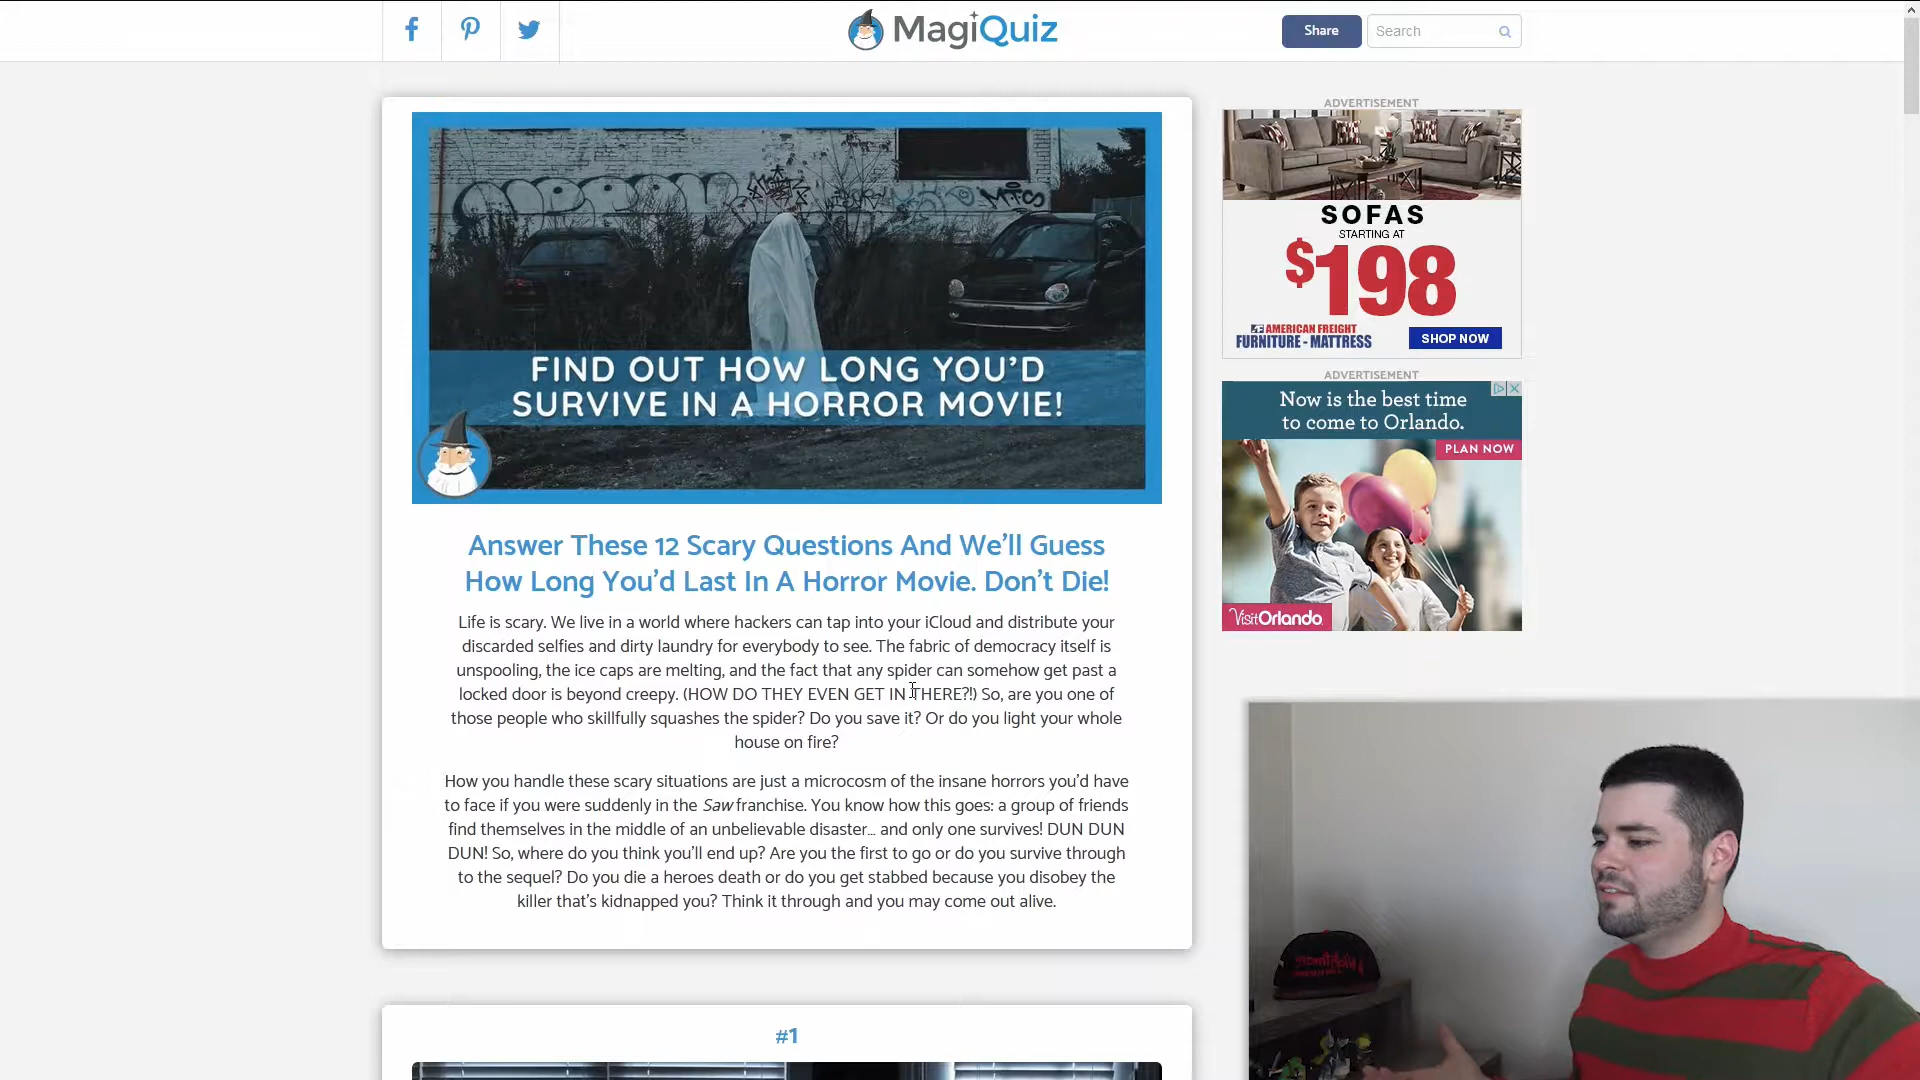 MagiQuiz
Share
Search
FIND OUT HOW LONG YOU'D
SURVIVE IN A HORROR MOVIE!
Answer These 12 Scary Questions And We'll Guess
How Long You'd Last In A Horror Movie. Don't Die!
Life is scary. We live in a world where hackers can tap into your iCloud and distribute your
discarded selfies and dirty laundry for everybody to see. The fabric of democracy itself is
unspooling, the ice caps are melting, and the fact that any spider can somehow get past a
locked door is beyond creepy. (HOW DO THEY EVEN GET IN THERE?!) So, are you one of
those people who skillfully squashes the spider? Do you save it? Or do you light your whole
house on fire?
How you handle these scary situations are just a microcosm of the insane horrors you'd have
to face if you were suddenly in the Saw franchise. You know how this goes: a group of friends
find themselves in the middle of an unbelievable disaster... and only one survives! DUN DUN
DUN! So, where do you think you'll end up? Are you the first to go or do you survive through
to the sequel? Do you die a heroes death or do you get stabbed because you disobey the
killer that's kidnapped you? Think it through and you may come out alive.
#1
ADVERTISEMENT
SOFAS
STARTING AT
$198
AF AMERICAN FREIGHT
FURNITURE - MATTRESS
SHOP NOW
ADVERTISEMENT
Now is the best time
to come to Orlando.
PLAN NOW
VisitOrlando